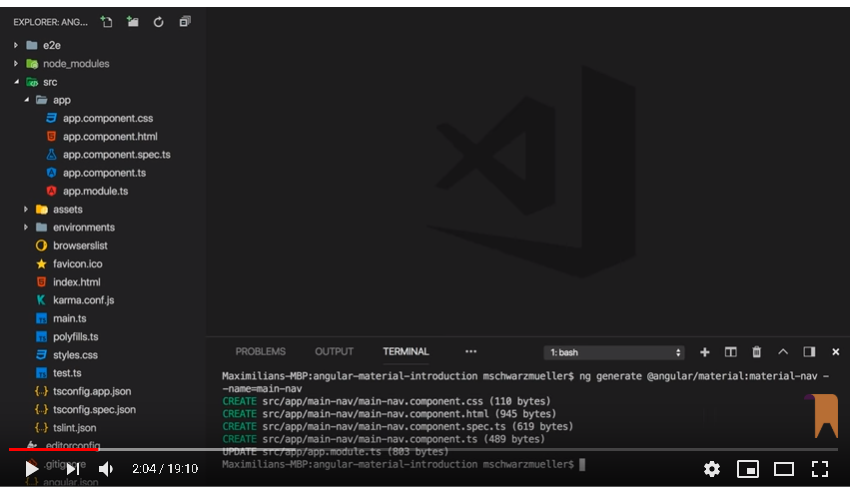 EXPLORER: ANG...
e2e
node_modules
src
app
app.component.css
app.component.html
app.component.spec.ts
app.component.ts
app.module.ts
assets
environments
browserslist
favicon.ico
index.html
karma.conf.js
main.ts
polyfills.ts
styles.css
test.ts
tsconfig.app.json
tsconfig.spec.json
tslint.json
.editorconfig
.gitignore
angular.json
PROBLEMS OUTPUT TERMINAL ... 1: bash
Maximilians-MBP:angular-material-introduction mschwarzmueller$ ng generate @angular/material:material-nav -
-name=main-nav
CREATE src/app/main-nav/main-nav.component.css (110 bytes)
CREATE src/app/main-nav/main-nav.component.html (945 bytes)
CREATE src/app/main-nav/main-nav.component.spec.ts (619 bytes)
CREATE src/app/main-nav/main-nav.component.ts (489 bytes)
UPDATE src/app/app.module.ts (803 bytes)
Maximilians-MBP:angular-material-introduction mschwarzmueller$
2:04 / 19:10